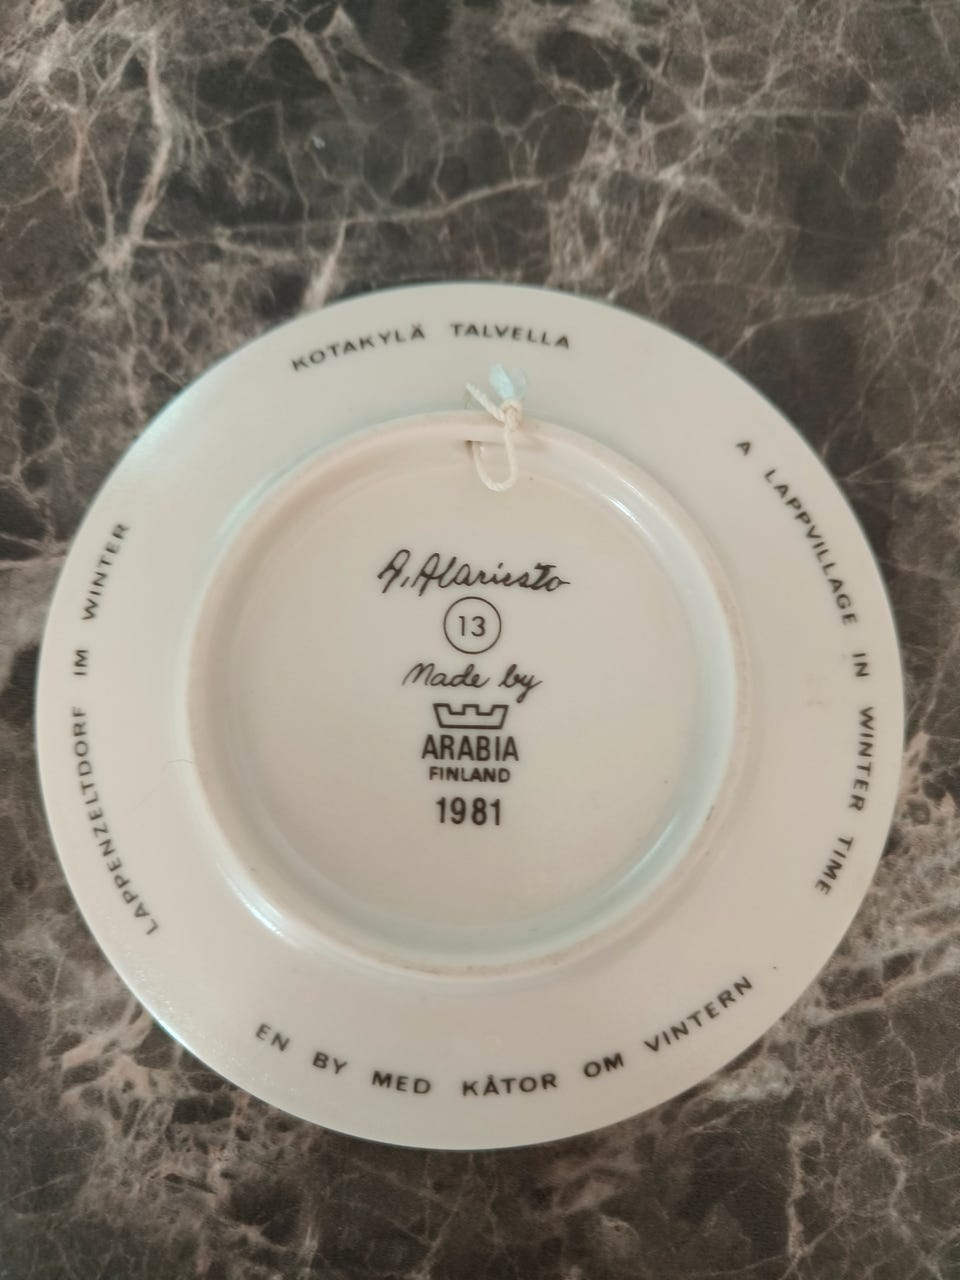 KOTAKYLÄ TALVELLA
A LAPPVILLAGE IN WINTER TIME
EN BY MED KÅTOR OM VINTERN
LAPPENZELTDORF IM WINTER
A. Alariesto
13
Made by
ARABIA
FINLAND
1981